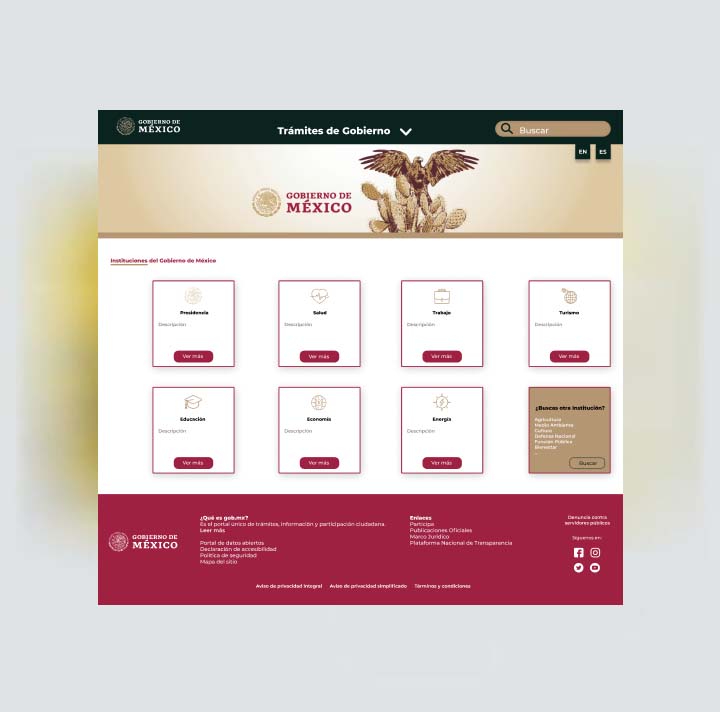 GOBIERNO DE
MÉXICO
Trámites de Gobierno
Buscar
EN
ES
GOBIERNO DE
MÉXICO
Instituciones del Gobierno de México
Presidencia
Descripción
Ver más
Salud
Descripción
Ver más
Trabajo
Descripción
Ver más
Turismo
Descripción
Ver más
Educación
Descripción
Ver más
Economía
Descripción
Ver más
Energía
Descripción
Ver más
¿Buscas otra Institución?
Agricultura
Medio Ambiente
Cultura
Defensa Nacional
Función Pública
Bienestar
...
Buscar
GOBIERNO DE
MÉXICO
¿Qué es gob.mx?
Es el portal único de trámites, información y participación ciudadana.
Leer más
Portal de datos abiertos
Declaración de accesibilidad
Política de seguridad
Mapa del sitio
Enlaces
Participa
Publicaciones Oficiales
Marco Jurídico
Plataforma Nacional de Transparencia
Denuncia contra
servidores públicos
Síguenos en:
Aviso de privacidad integral
Aviso de privacidad simplificado
Términos y condiciones